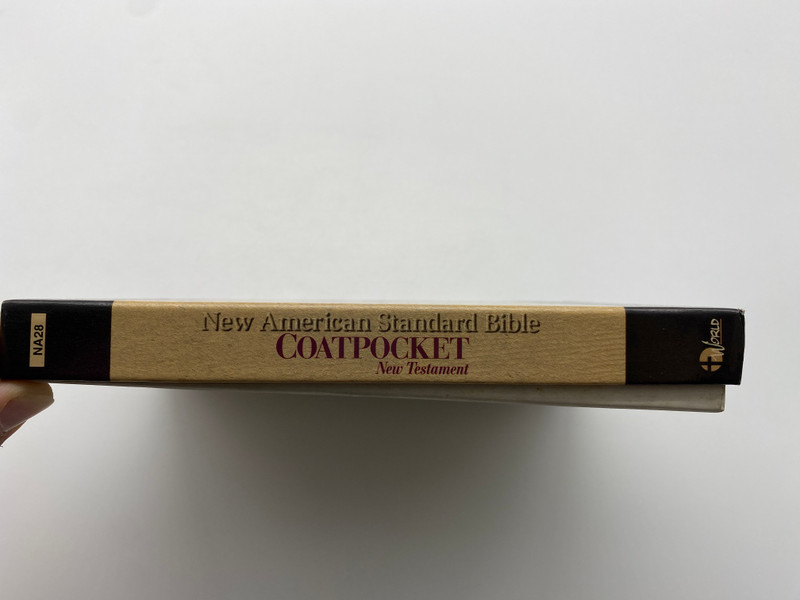 NA28
New American Standard Bible
COATPOCKET
New Testament
WORLD